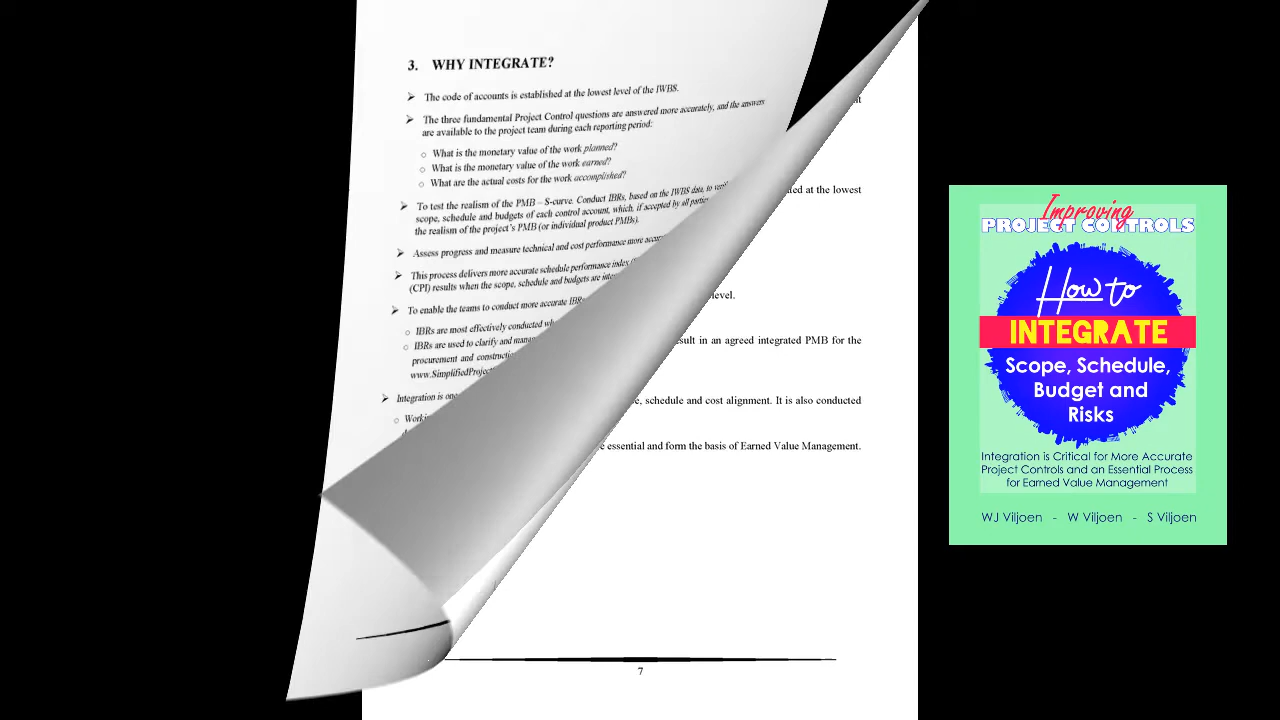 3. WHY INTEGRATE?
➢ The code of accounts is established at the lowest level of the IWBS.
➢ The three fundamental Project Control questions are answered more accurately, and the answers
are available to the project team during each reporting period:
○ What is the monetary value of the work planned?
○ What is the monetary value of the work earned?
○ What are the actual costs for the work accomplished?
➢ To test the realism of the PMB – S-curve. Conduct IBRs, based on the IWBS data, to
scope, schedule and budgets of each control account, which, if accepted by all
the realism of the project's PMB (or individual product PMBs).
➢ Assess progress and measure technical and cost performance more
➢ This process delivers more accurate schedule performance index
(CPI) results when the scope, schedule and budgets are
➢ To enable the teams to conduct more accurate
○ IBRs are most effectively conducted
○ IBRs are used to clarify and
procurement and
➢ Integration is
at the lowest
level.
in an agreed integrated PMB for the
schedule and cost alignment. It is also conducted
essential and form the basis of Earned Value Management.
7
Improving
PROJECT CONTROLS
How to
INTEGRATE
Scope, Schedule,
Budget and
Risks
Integration is Critical for More Accurate
Project Controls and an Essential Process
for Earned Value Management
WJ Viljoen - W Viljoen - S Viljoen